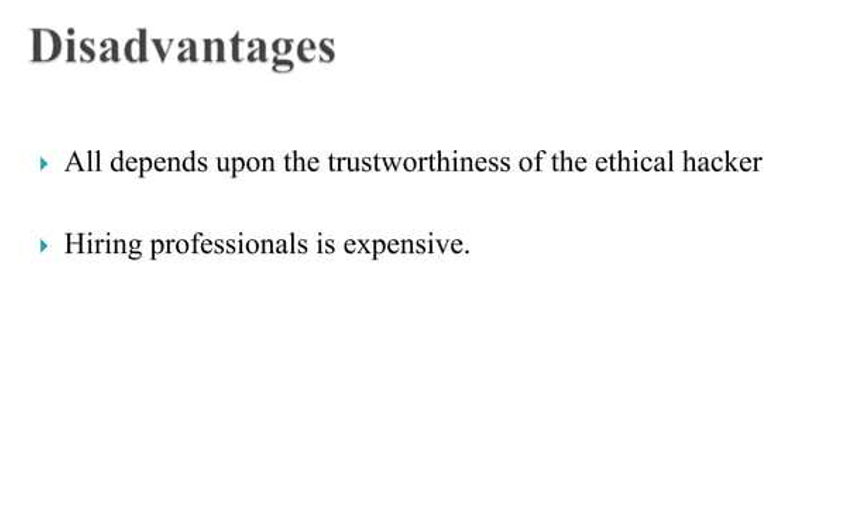 Disadvantages
All depends upon the trustworthiness of the ethical hacker
Hiring professionals is expensive.